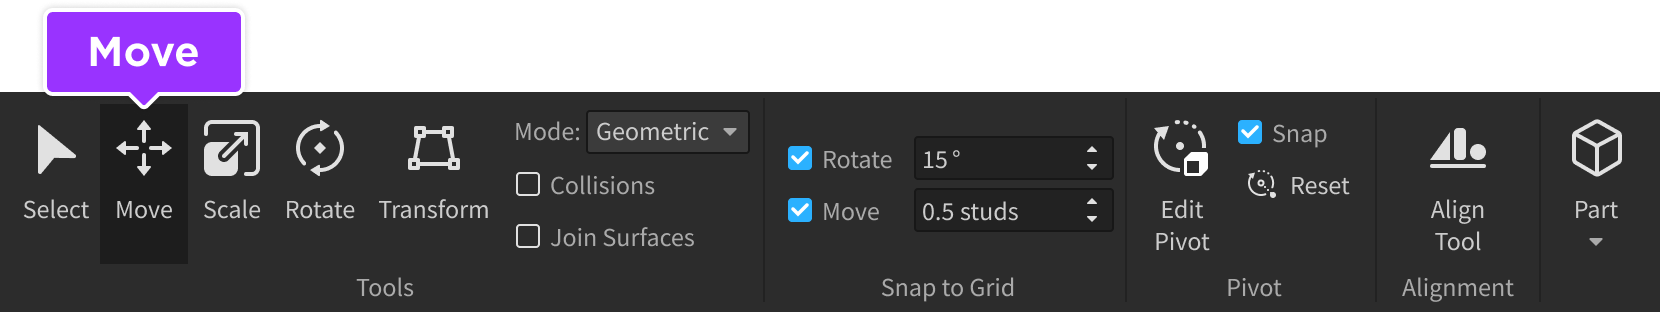 Move
Select
Move
Scale
Rotate
Transform
Mode: Geometric
Collisions
Join Surfaces
Tools
Rotate 15 °
Move 0.5 studs
Snap to Grid
Edit
Pivot
Snap
Reset
Pivot
Align
Tool
Alignment
Part